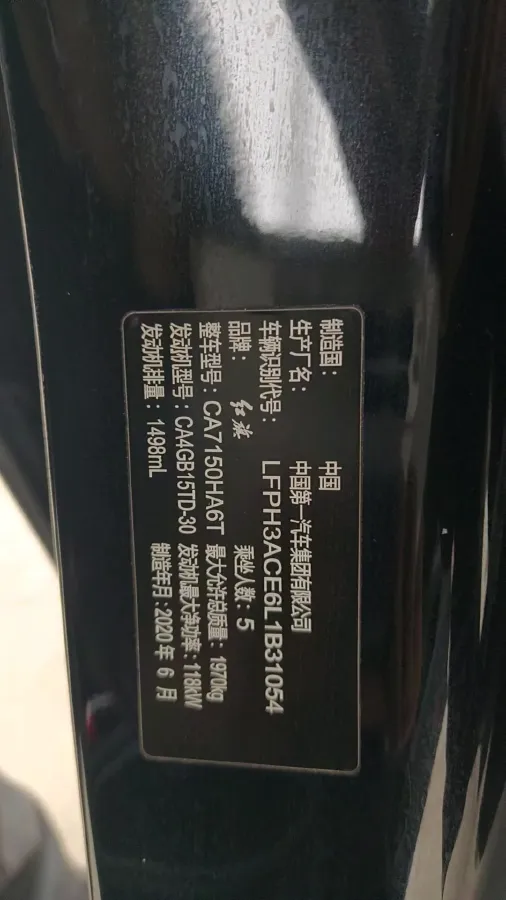 制造国： 中国
生产厂名： 中国第一汽车集团有限公司
车辆识别代号： LFPH3ACE6L1B31054
品牌： 红旗 乘坐人数：5
整车型号：CA7150HA6T 最大允许总质量：1970kg
发动机型号：CA4GB15TD-30 发动机最大净功率：118kW
发动机排量：1498mL 制造年月：2020年6月